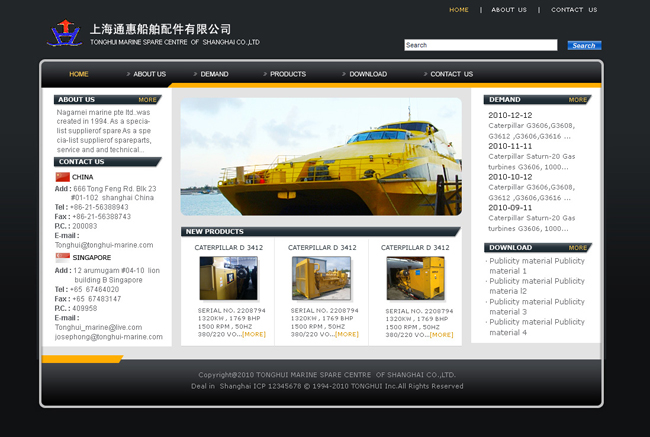 HOME | ABOUT US | CONTACT US
上海通惠船舶配件有限公司
TONGHUI MARINE SPARE CENTRE OF SHANGHAI CO.,LTD
Search Search
HOME ABOUT US DEMAND PRODUCTS DOWNLOAD CONTACT US
ABOUT US MORE
Nagamei marine pte ltd.:was
created in 1994. As a specia-
list supplierof spare.As a spe
cia-list supplierof spareparts,
service and and technical...
CONTACT US
CHINA
Add : 666 Tong Feng Rd. Blk 23
#01-102 shanghai China
Tel : +86-21-56388943
Fax : +86-21-56388743
P.C. : 200083
E-mail :
Tonghui@tonghui-marine.com
SINGAPORE
Add : 12 arumugam #04-10 lion
building B Singapore
Tel : +65 67464020
Fax : +65 67483147
P.C. : 409958
E-mail :
Tonghui_marine@live.com
josephong@tonghui-marine.com
NEW PRODUCTS
CATERPILLAR D 3412
SERIAL NO. 2208794
1320KW , 1769 BHP
1500 RPM , 50HZ
380/220 VO...[MORE]
CATERPILLAR D 3412
SERIAL NO. 2208794
1320KW , 1769 BHP
1500 RPM , 50HZ
380/220 VO...[MORE]
CATERPILLAR D 3412
SERIAL NO. 2208794
1320KW , 1769 BHP
1500 RPM , 50HZ
380/220 VO...[MORE]
DEMAND MORE
2010-12-12
Caterpillar G3606,G3608,
G3612 ,G3606,G3616 ...
2010-11-11
Caterpillar Saturn-20 Gas
turbines G3606, 1000...
2010-10-12
Caterpillar G3606,G3608,
G3612 ,G3606,G3616 ...
2010-09-11
Caterpillar Saturn-20 Gas
turbines G3606, 1000...
DOWNLOAD MORE
· Publicity material Publicity
material 1
· Publicity material Publicity
materia l2
· Publicity material Publicity
material 3
· Publicity material Publicity
material 4
Copyright@2010 TONGHUI MARINE SPARE CENTRE OF SHANGHAI CO.,LTD.
Deal in Shanghai ICP 12345678 © 1994-2010 TONGHUI Inc.All Rights Reserved